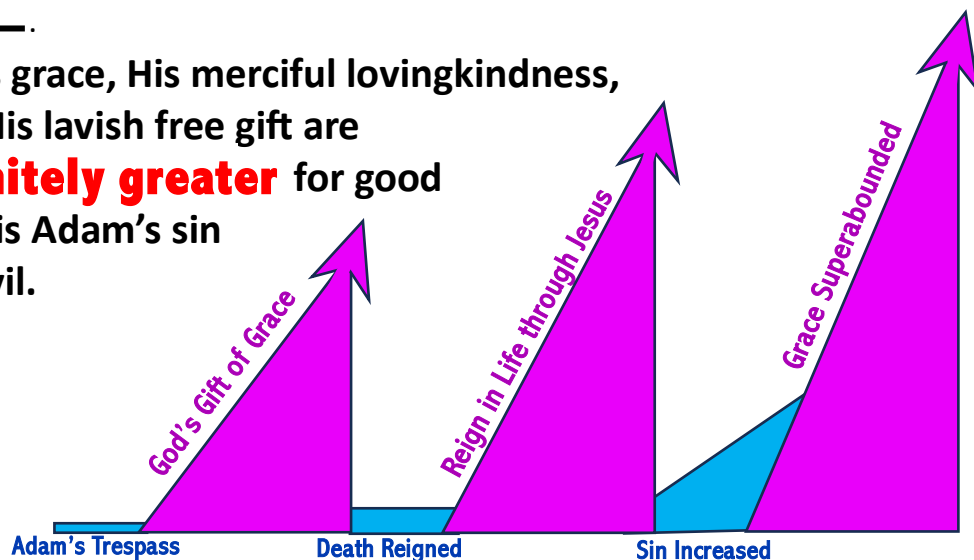 grace, His merciful lovingkindness,
His lavish free gift are
nitely greater for good
is Adam's sin
vil.
God's Gift of Grace
Reign in Life through Jesus
Grace Superabounded
Adam's Trespass
Death Reigned
Sin Increased